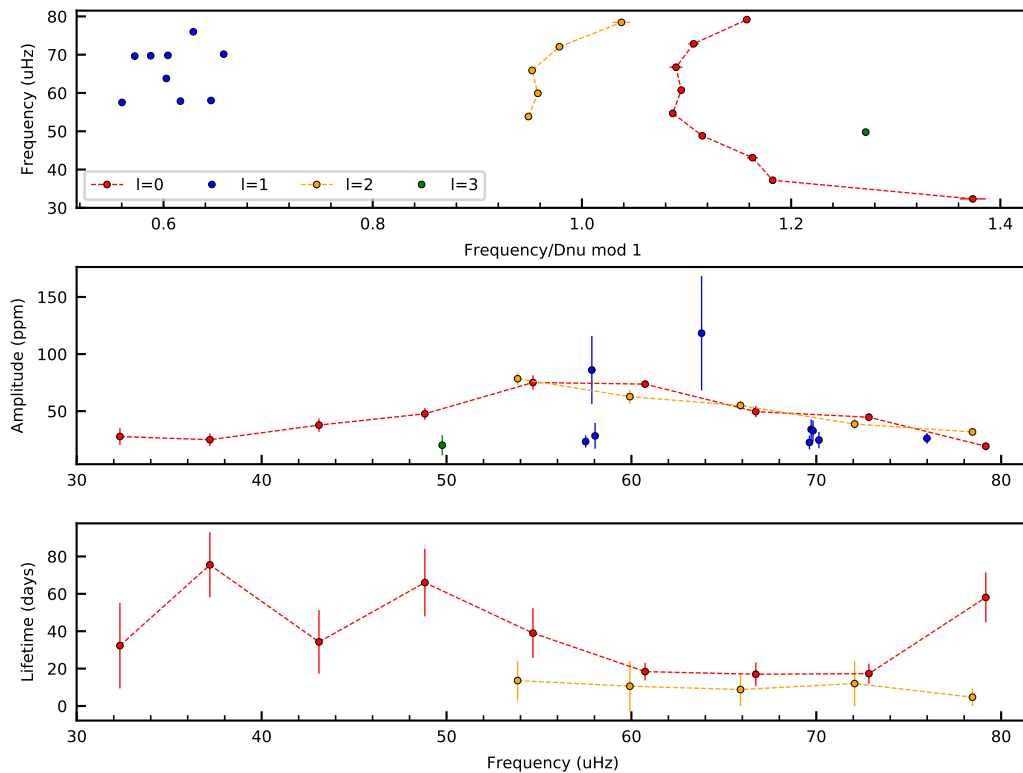 80
70
60
50
40
30
Frequency (uHz)
l=0 l=1 l=2 l=3
0.6 0.8 1.0 1.2 1.4
Frequency/Dnu mod 1
150
100
50
Amplitude (ppm)
30 40 50 60 70 80
80
60
40
20
0
Lifetime (days)
30 40 50 60 70 80
Frequency (uHz)